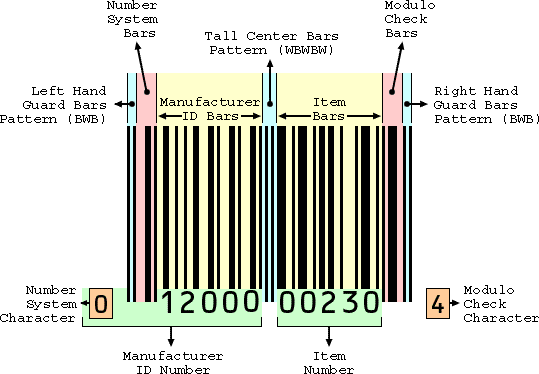 Number
System
Bars
Modulo
Check
Bars
Tall Center Bars
Pattern (WBWBW)
Left Hand
Guard Bars
Pattern (BWB)
Manufacturer
ID Bars
Item
Bars
Right Hand
Guard Bars
Pattern (BWB)
Number
System
Character
0
12000
00230
4
Modulo
Check
Character
Manufacturer
ID Number
Item
Number